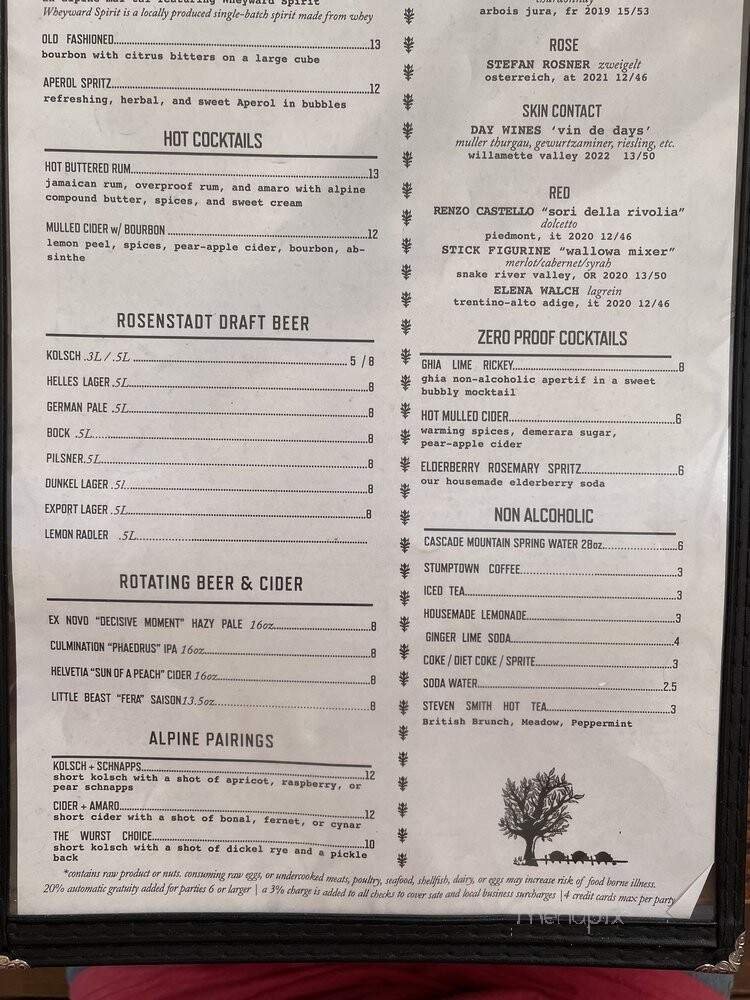 Wheyward Spirit is a locally produced single-batch spirit made from whey
OLD FASHIONED 13
bourbon with citrus bitters on a large cube
APEROL SPRITZ 12
refreshing, herbal, and sweet Aperol in bubbles
HOT COCKTAILS
HOT BUTTERED RUM 13
jamaican rum, overproof rum, and amaro with alpine
compound butter, spices, and sweet cream
MULLED CIDER w/ BOURBON 12
lemon peel, spices, pear-apple cider, bourbon, ab-
sinthe
ROSENSTADT DRAFT BEER
KOLSCH .3L / .5L 5 / 8
HELLES LAGER .5L 8
GERMAN PALE .5L 8
BOCK .5L 8
PILSNER .5L 8
DUNKEL LAGER .5L 8
EXPORT LAGER .5L 8
LEMON RADLER .5L
ROTATING BEER & CIDER
EX NOVO “DECISIVE MOMENT” HAZY PALE 16oz 8
CULMINATION “PHAEDRUS” IPA 16oz 8
HELVETIA “SUN OF A PEACH” CIDER 16oz 8
LITTLE BEAST “FERA” SAISON 13.5oz 8
ALPINE PAIRINGS
KOLSCH + SCHNAPPS 12
short kolsch with a shot of apricot, raspberry, or
pear schnapps
CIDER + AMARO 12
short cider with a shot of bonal, fernet, or cynar
THE WURST CHOICE 10
short kolsch with a shot of dickel rye and a pickle
back
arbois jura, fr 2019 15/53
ROSE
STEFAN ROSNER zweigelt
osterreich, at 2021 12/46
SKIN CONTACT
DAY WINES ‘vin de days’
muller thurgau, gewurtzaminer, riesling, etc.
willamette valley 2022 13/50
RED
RENZO CASTELLO “sori della rivolia”
dolcetto
piedmont, it 2020 12/46
STICK FIGURINE “wallowa mixer”
merlot/cabernet/syrah
snake river valley, OR 2020 13/50
ELENA WALCH lagrein
trentino-alto adige, it 2020 12/46
ZERO PROOF COCKTAILS
GHIA LIME RICKEY 8
ghia non-alcoholic apertif in a sweet
bubbly mocktail
HOT MULLED CIDER 6
warming spices, demerara sugar,
pear-apple cider
ELDERBERRY ROSEMARY SPRITZ 6
our housemade elderberry soda
NON ALCOHOLIC
CASCADE MOUNTAIN SPRING WATER 28oz 6
STUMPTOWN COFFEE 3
ICED TEA 3
HOUSEMADE LEMONADE 3
GINGER LIME SODA 4
COKE / DIET COKE / SPRITE 3
SODA WATER 2.5
STEVEN SMITH HOT TEA 3
British Brunch, Meadow, Peppermint
*contains raw product or nuts. consuming raw eggs, or undercooked meats, poultry, seafood, shellfish, dairy, or eggs may increase risk of food borne illness.
20% automatic gratuity added for parties 6 or larger | a 3% charge is added to all checks to cover sate and local business surcharges | 4 credit cards max per party
menupix